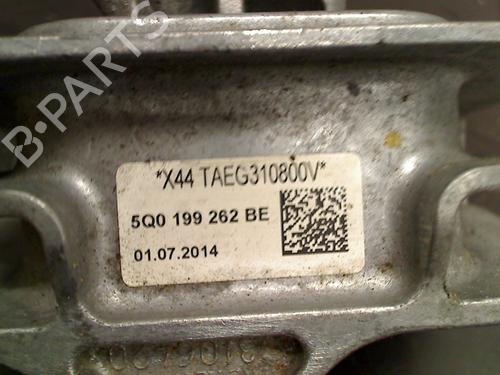 B-PARTS
*X44 TAEG310800V*
5Q0 199 262 BE
01.07.2014